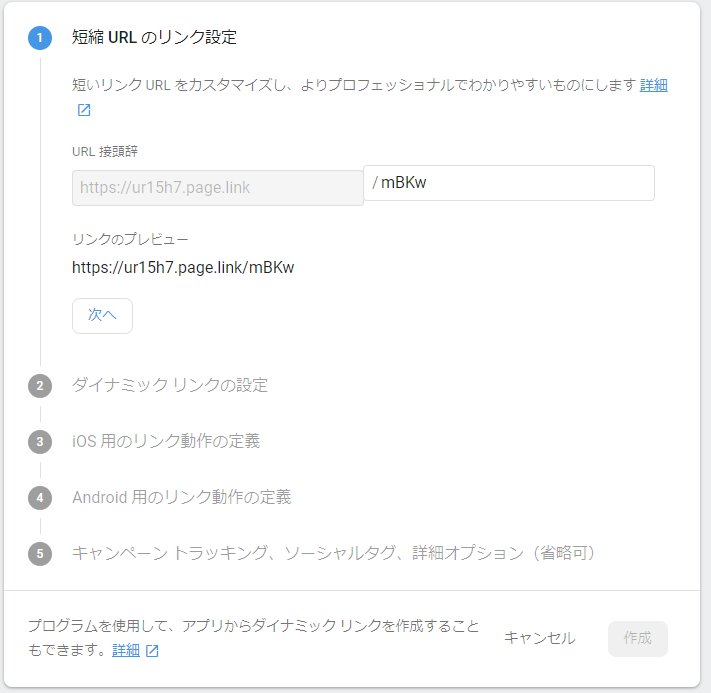 1 短縮 URL のリンク設定
短いリンク URL をカスタマイズし、よりプロフェッショナルでわかりやすいものにします 詳細
URL 接頭辞
https://ur15h7.page.link / mBKw
リンクのプレビュー
https://ur15h7.page.link/mBKw
次へ
2 ダイナミック リンクの設定
3 iOS 用のリンク動作の定義
4 Android 用のリンク動作の定義
5 キャンペーン トラッキング、ソーシャルタグ、詳細オプション（省略可）
プログラムを使用して、アプリからダイナミック リンクを作成すること
もできます。詳細
キャンセル 作成